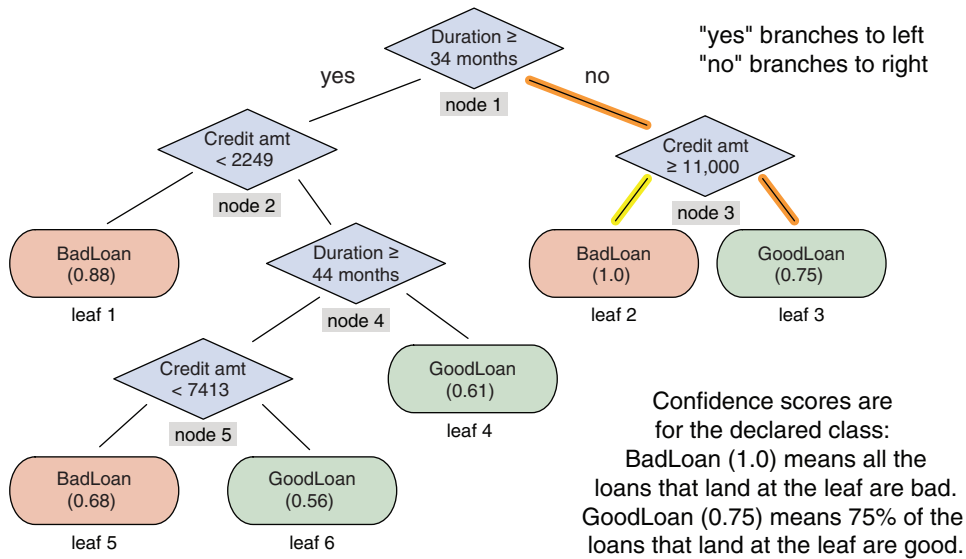 Duration ≥
34 months
"yes" branches to left
"no" branches to right
yes
no
node 1
Credit amt
< 2249
Credit amt
≥ 11,000
node 2
node 3
BadLoan
(0.88)
leaf 1
Duration ≥
44 months
BadLoan
(1.0)
leaf 2
GoodLoan
(0.75)
leaf 3
node 4
Credit amt
< 7413
GoodLoan
(0.61)
leaf 4
node 5
BadLoan
(0.68)
leaf 5
GoodLoan
(0.56)
leaf 6
Confidence scores are
for the declared class:
BadLoan (1.0) means all the
loans that land at the leaf are bad.
GoodLoan (0.75) means 75% of the
loans that land at the leaf are good.